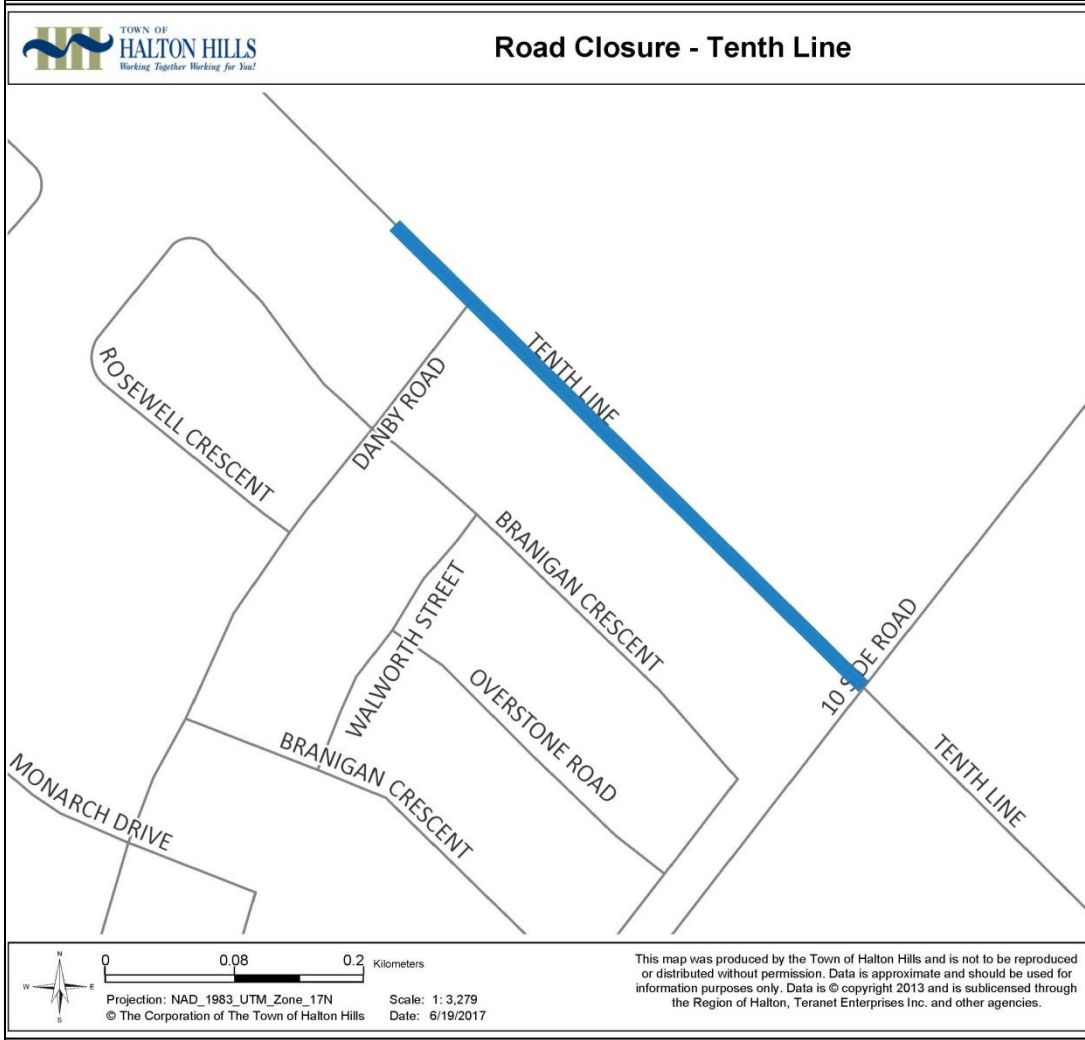 TOWN OF
HALTON HILLS
Working Together Working for You!
Road Closure - Tenth Line
TENTH LINE
DANBY ROAD
ROSEWELL CRESCENT
BRANIGAN CRESCENT
WALWORTH STREET
10 SIDE ROAD
OVERSTONE ROAD
BRANIGAN CRESCENT
TENTH LINE
MONARCH DRIVE
N
W E
S
0 0.08 0.2 Kilometers
Projection: NAD_1983_UTM_Zone_17N
© The Corporation of The Town of Halton Hills
Scale: 1: 3,279
Date: 6/19/2017
This map was produced by the Town of Halton Hills and is not to be reproduced
or distributed without permission. Data is approximate and should be used for
information purposes only. Data is © copyright 2013 and is sublicensed through
the Region of Halton, Teranet Enterprises Inc. and other agencies.